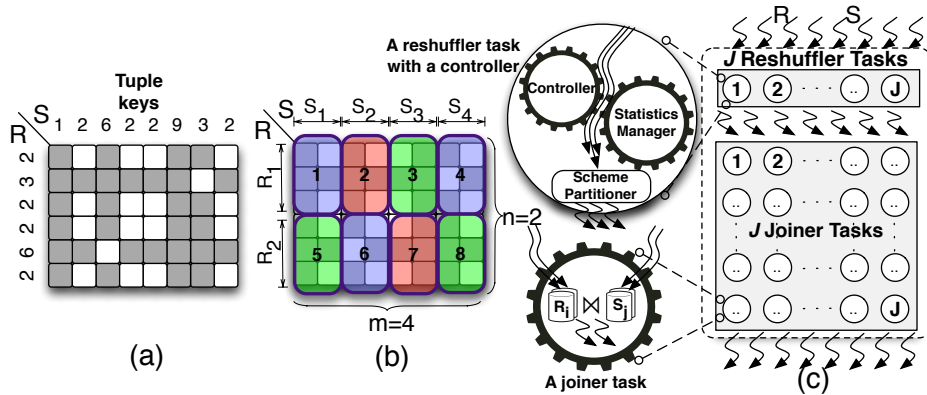 Tuple
keys
S
R
1 2 6 2 2 9 3 2
2
3
2
2
6
2
(a)
S
R
S1 S2 S3 S4
R1
R2
1 2 3 4
5 6 7 8
n=2
m=4
(b)
A reshuffler task
with a controller
Controller
Statistics
Manager
Scheme
Partitioner
Ri ⋈ Sj
A joiner task
R S
J Reshuffler Tasks
1 2 · · · · .. J
1 2 · · · · .. ..
.. .. · · · · .. ..
J Joiner Tasks
.. .. · · · · .. ..
.. .. · · · · .. J
(c)